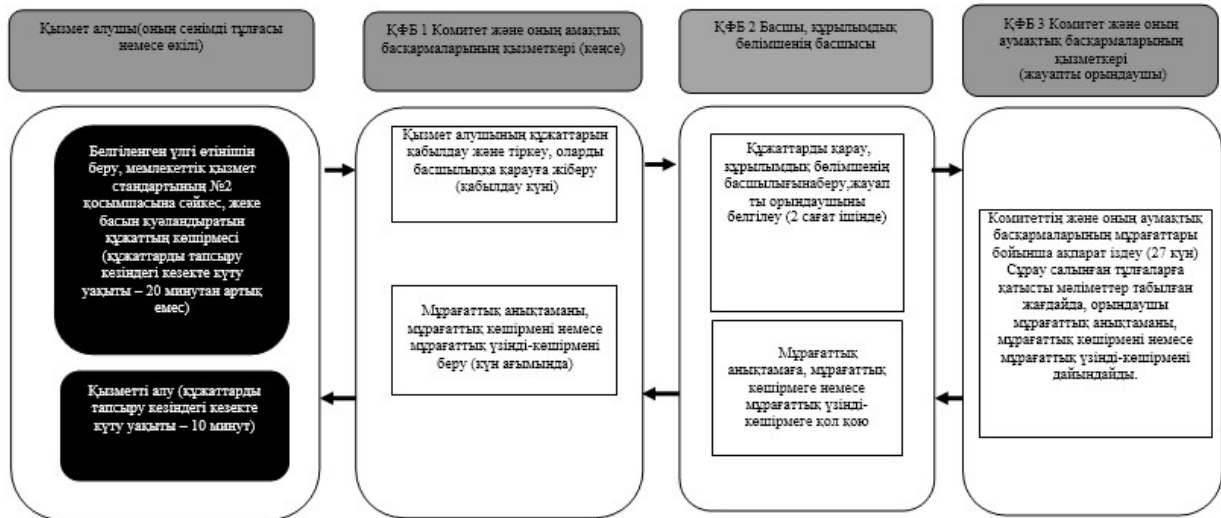 Қызмет алушы(оның сенімді тұлғасы
немесе өкілі)
ҚФБ 1 Комитет және оның амақтық
басқармаларының қызметкері (кеңсе)
ҚФБ 2 Басшы, құрылымдық
бөлімшенің басшысы
ҚФБ 3 Комитет және оның
аумақтық басқармаларының
қызметкері
(жауапты орындаушы)
Белгіленген үлгі өтінішін
беру, мемлекеттік қызмет
стандартының №2
қосымшасына сәйкес, жеке
басын куәландыратын
құжаттың көшірмесі
(құжаттарды тапсыру
кезіндегі кезекте күту
уақыты – 20 минутан артық
емес)
Қызметті алу (құжаттарды
тапсыру кезіндегі кезекте
күту уақыты – 10 минут)
Қызмет алушының құжаттарын
қабылдау және тіркеу, оларды
басшылыққа қарауға жіберу
(қабылдау күні)
Мұрағаттық анықтаманы,
мұрағаттық көшірмені немесе
мұрағаттық үзінді-көшірмені
беру (күн ағымында)
Құжаттарды қарау,
құрылымдық бөлімшенің
басшылығынаберу,жауап
ты орындаушыны
белгілеу (2 сағат ішінде)
Мұрағаттық
анықтамаға, мұрағаттық
көшірмеге немесе
мұрағаттық үзінді-
көшірмеге қол қою
Комитеттің және оның аумақтық
басқармаларының мұрағаттары
бойынша ақпарат іздеу (27 күн)
Сұрау салынған тұлғаларға
қатысты мәліметтер табылған
жағдайда, орындаушы
мұрағаттық анықтаманы,
мұрағаттық көшірмені немесе
мұрағаттық үзінді-көшірмені
дайындайды.